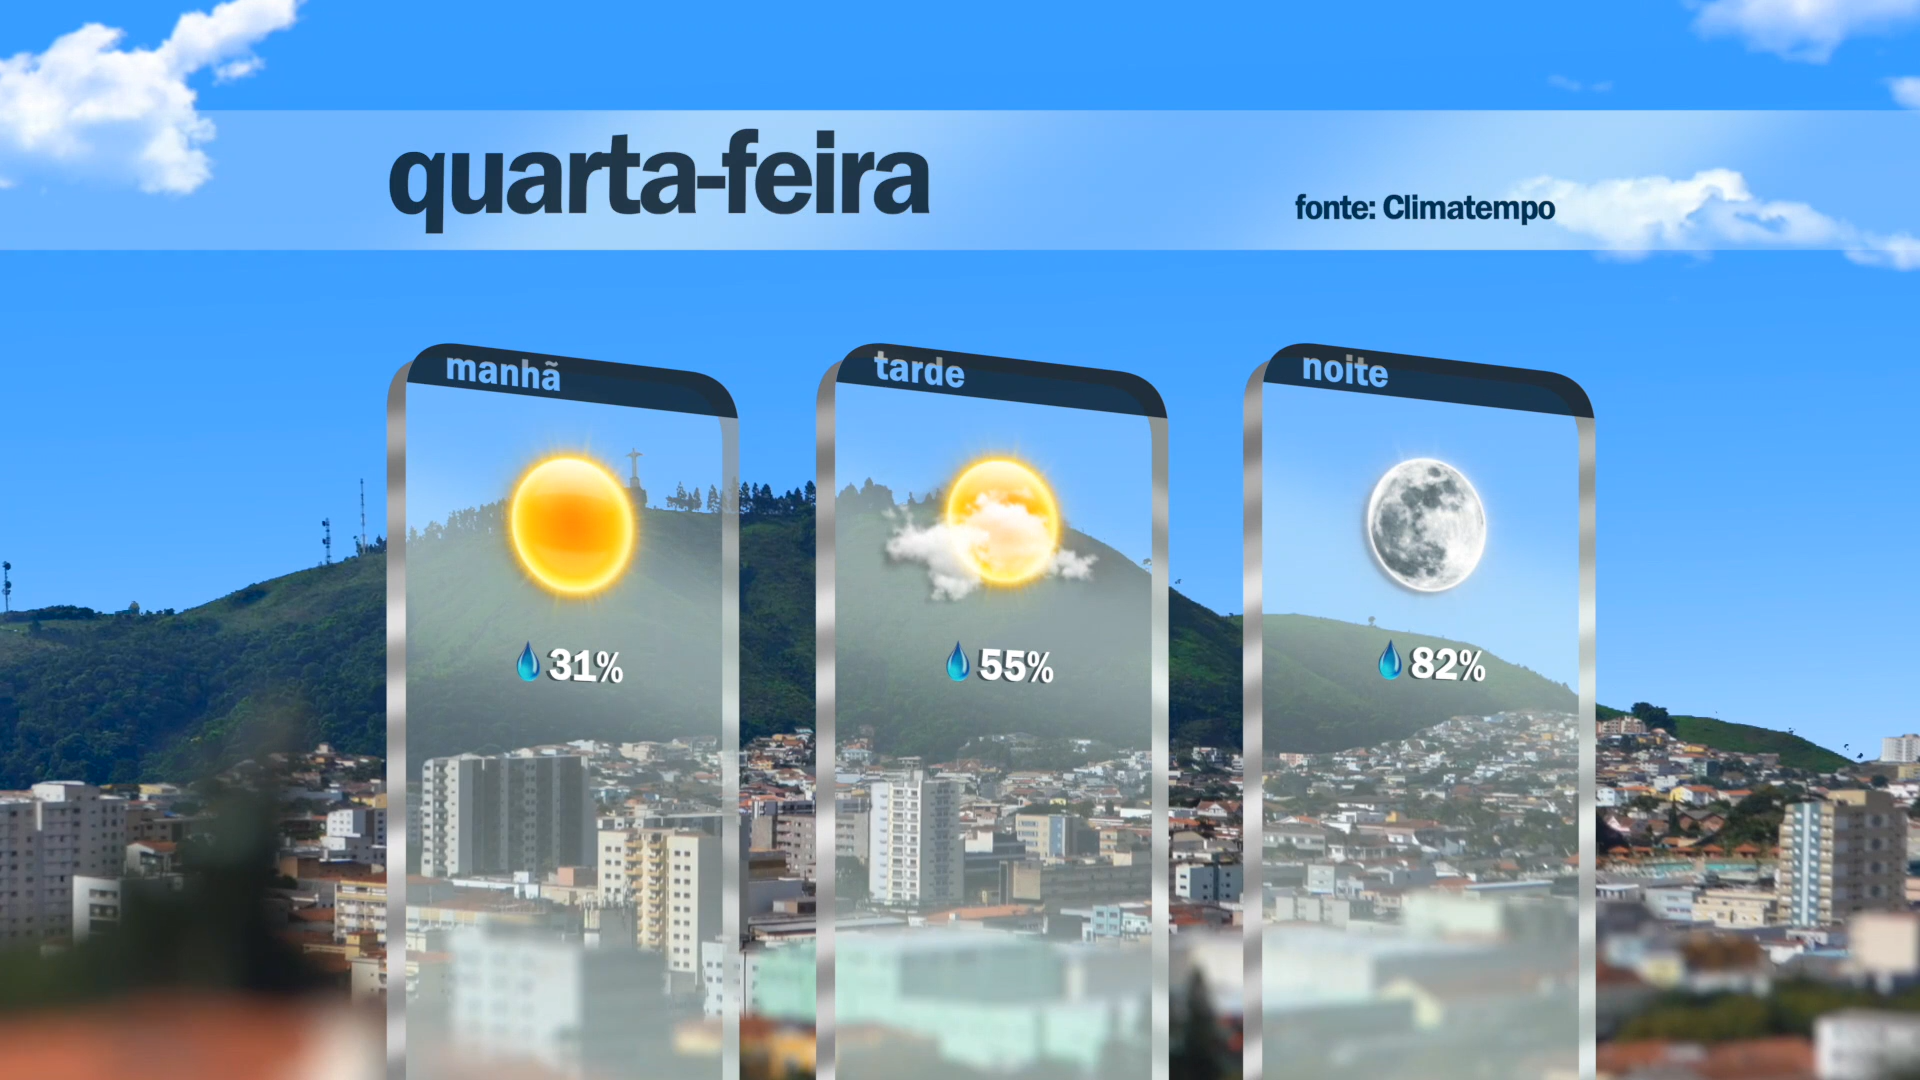 quarta-feira
fonte: Climatempo
manhã
tarde
noite
31%
55%
82%